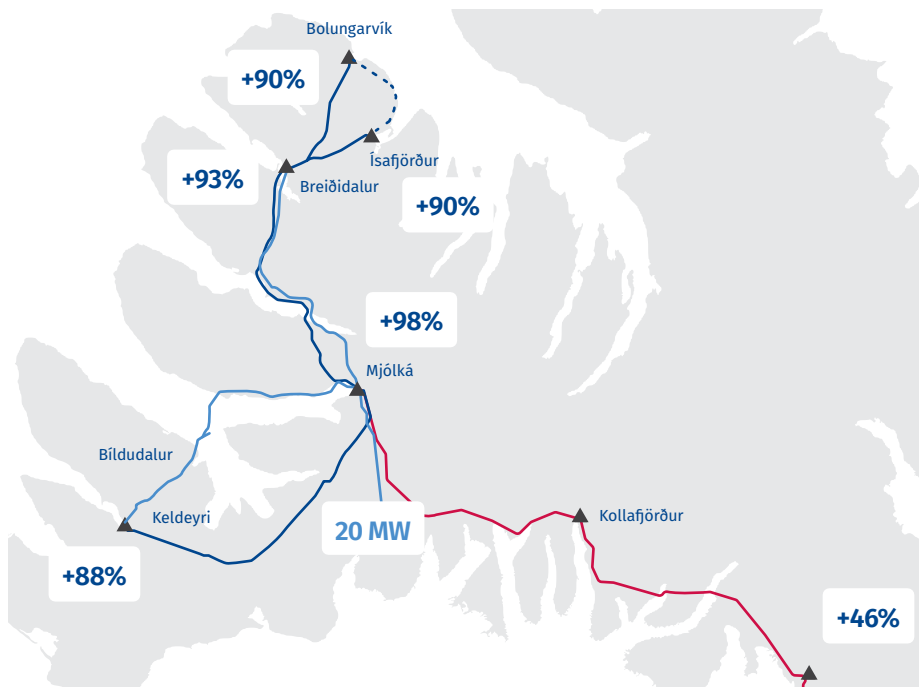 Bolungarvík
+90%
Ísafjörður
+93%
Breiðidalur
+90%
+98%
Mjólká
Bíldudalur
Keldeyri
20 MW
Kollafjörður
+88%
+46%